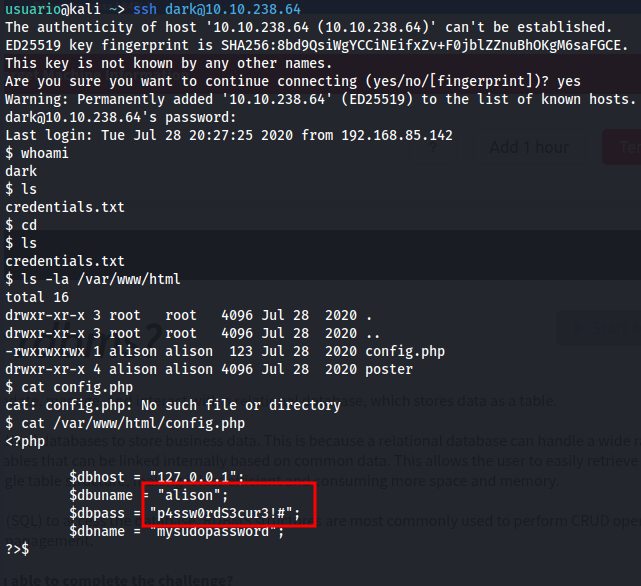 usuario@kali ~> ssh dark@10.10.238.64
The authenticity of host '10.10.238.64 (10.10.238.64)' can't be established.
ED25519 key fingerprint is SHA256:8bd9QsiWgYCCiNEifxZv+F0jblZZnuBhOKgM6saFGCE.
This key is not known by any other names.
Are you sure you want to continue connecting (yes/no/[fingerprint])? yes
Warning: Permanently added '10.10.238.64' (ED25519) to the list of known hosts.
dark@10.10.238.64's password:
Last login: Tue Jul 28 20:27:25 2020 from 192.168.85.142
$ whoami
Add 1 hour
dark
$ ls
credentials.txt
$ cd
$ ls
credentials.txt
$ ls -la /var/www/html
total 16
drwxr-xr-x 3 root   root   4096 Jul 28  2020 .
drwxr-xr-x 3 root   root   4096 Jul 28  2020 ..
-rwxrwxrwx 1 alison alison  123 Jul 28  2020 config.php
drwxr-xr-x 4 alison alison 4096 Jul 28  2020 poster
$ cat config.php
database, which stores data as a table.
cat: config.php: No such file or directory
$ cat /var/www/html/config.php
<?php
databases to store business data. This is because a relational database can handle a wide
ables that can be linked internally based on common data. This allows the user to easily retrieve
$dbhost = "127.0.0.1";
gle table
and consuming more space and memory.
$dbuname = "alison";
$dbpass = "p4ssw0rdS3cur3!#";
(SQL) to
are most commonly used to perform CRUD ope
$dbname = "mysudopassword";
management.
?>$
rable to complete the challenge?